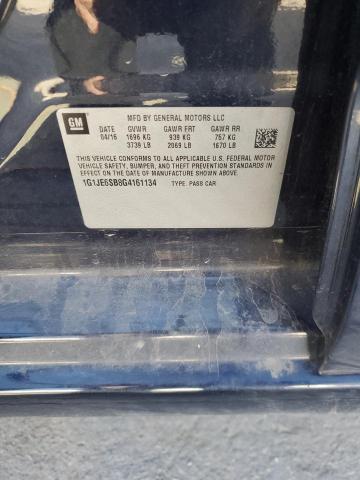 GM
MFD BY GENERAL MOTORS LLC
DATE GVWR GAWR FRT GAWR RR
04/16 1696 KG 939 KG 757 KG
3739 LB 2069 LB 1670 LB
THIS VEHICLE CONFORMS TO ALL APPLICABLE U.S. FEDERAL MOTOR
VEHICLE SAFETY, BUMPER, AND THEFT PREVENTION STANDARDS
IN EFFECT ON THE DATE OF MANUFACTURE SHOWN ABOVE.
1G1JE6SB8G4161134 TYPE: PASS CAR